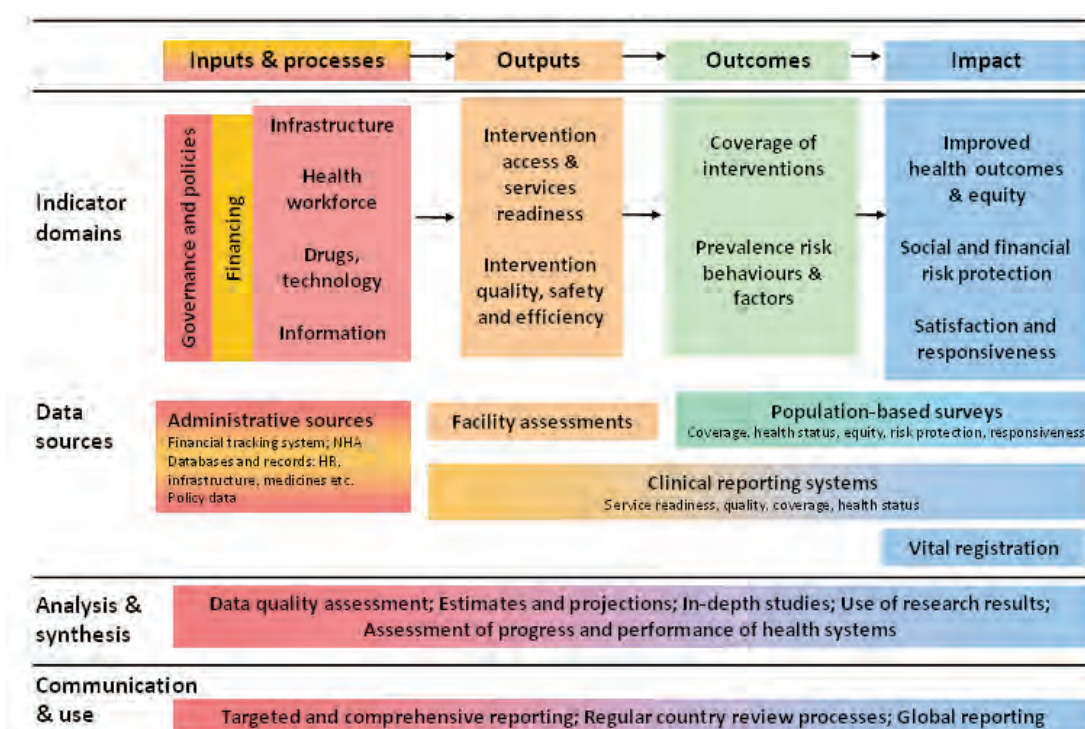 Inputs & processes
Outputs
Outcomes
Impact
Indicator
domains
Governance and policies
Financing
Infrastructure
Health
workforce
Drugs,
technology
Information
Intervention
access &
services
readiness
Intervention
quality, safety
and efficiency
Coverage of
interventions
Prevalence risk
behaviours &
factors
Improved
health outcomes
& equity
Social and financial
risk protection
Satisfaction and
responsiveness
Data
sources
Administrative sources
Financial tracking system; NHA
Databases and records: HR,
infrastructure, medicines etc.
Policy data
Facility assessments
Population-based surveys
Coverage, health status, equity, risk protection, responsiveness
Clinical reporting systems
Service readiness, quality, coverage, health status
Vital registration
Analysis &
synthesis
Data quality assessment; Estimates and projections; In-depth studies; Use of research results;
Assessment of progress and performance of health systems
Communication
& use
Targeted and comprehensive reporting; Regular country review processes; Global reporting